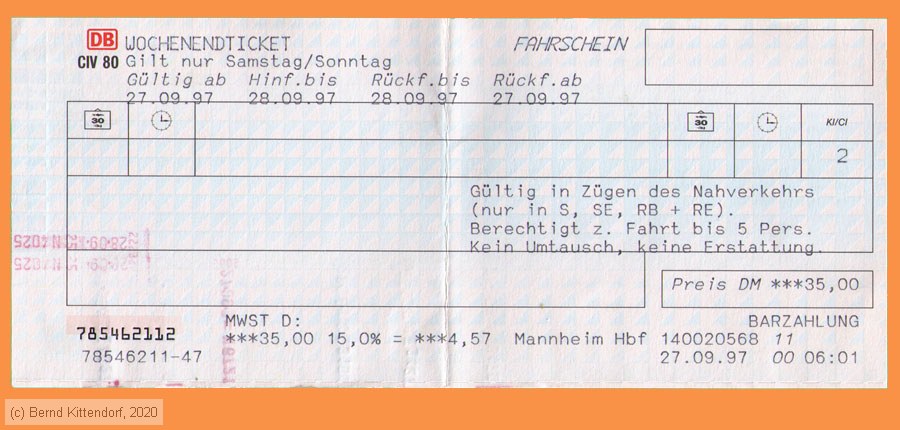 DB WOCHENENDTICKET FAHRSCHEIN
CIV 80 Gilt nur Samstag/Sonntag
Gültig ab Hinf.bis Rückf.bis Rückf.ab
27.09.97 28.09.97 28.09.97 27.09.97
30 30 Kl/Cl
2
Gültig in Zügen des Nahverkehrs
(nur in S, SE, RB + RE).
Berechtigt z. Fahrt bis 5 Pers.
Kein Umtausch, keine Erstattung.
Preis DM ***35,00
785462112 MWST D: BARZAHLUNG
***35,00 15,0% = ***4,57 Mannheim Hbf 140020568 11
78546211-47 27.09.97 00 06:01
(c) Bernd Kittendorf, 2020